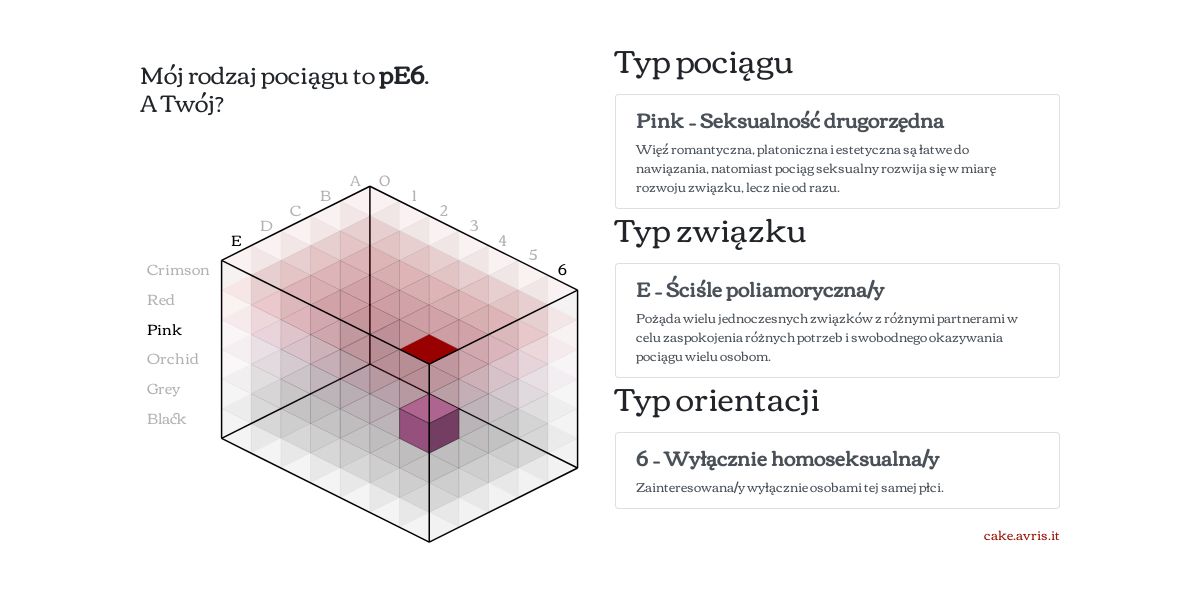 Mój rodzaj pociągu to pE6.
A Twój?
A O
B 1
C 2
D 3
E 4
5
6
Crimson
Red
Pink
Orchid
Grey
Black
Typ pociągu
Pink – Seksualność drugorzędna
Więź romantyczna, platoniczna i estetyczna są łatwe do
nawiązania, natomiast pociąg seksualny rozwija się w miarę
rozwoju związku, lecz nie od razu.
Typ związku
E – Ściśle poliamoryczna/y
Pożąda wielu jednoczesnych związków z różnymi partnerami w
celu zaspokojenia różnych potrzeb i swobodnego okazywania
pociągu wielu osobom.
Typ orientacji
6 – Wyłącznie homoseksualna/y
Zainteresowana/y wyłącznie osobami tej samej płci.
cake.avris.it